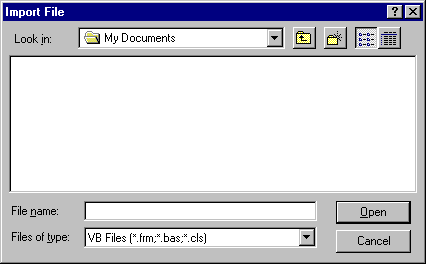 Import File
Look in: My Documents
File name:
Open
Files of type: VB Files (*.frm;*.bas;*.cls)
Cancel